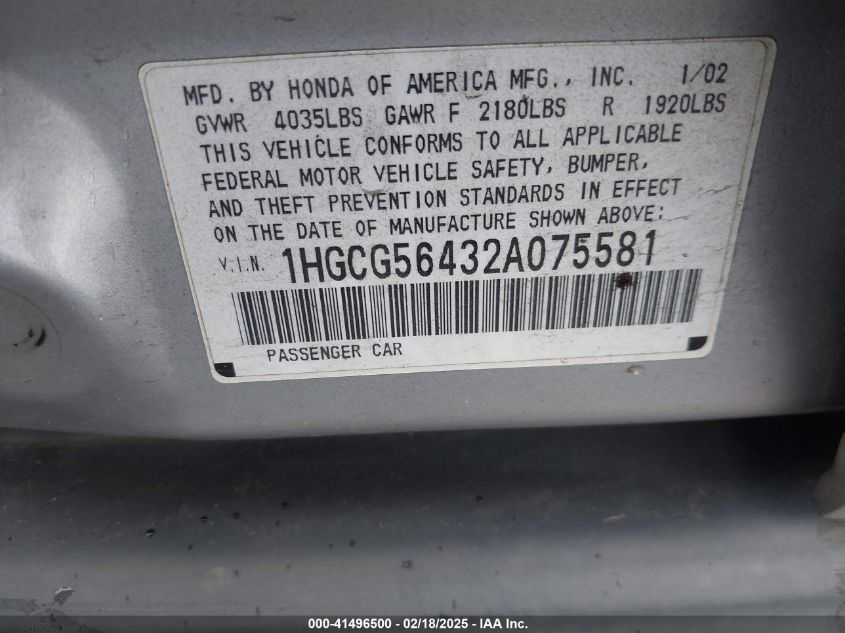 MFD. BY HONDA OF AMERICA MFG., INC. 1/02
GVWR 4035LBS GAWR F 2180LBS R 1920LBS
THIS VEHICLE CONFORMS TO ALL APPLICABLE
FEDERAL MOTOR VEHICLE SAFETY, BUMPER,
AND THEFT PREVENTION STANDARDS IN EFFECT
ON THE DATE OF MANUFACTURE SHOWN ABOVE:
V.I.N. 1HGCG56432A075581
PASSENGER CAR
000-41496500 - 02/18/2025 - IAA Inc.